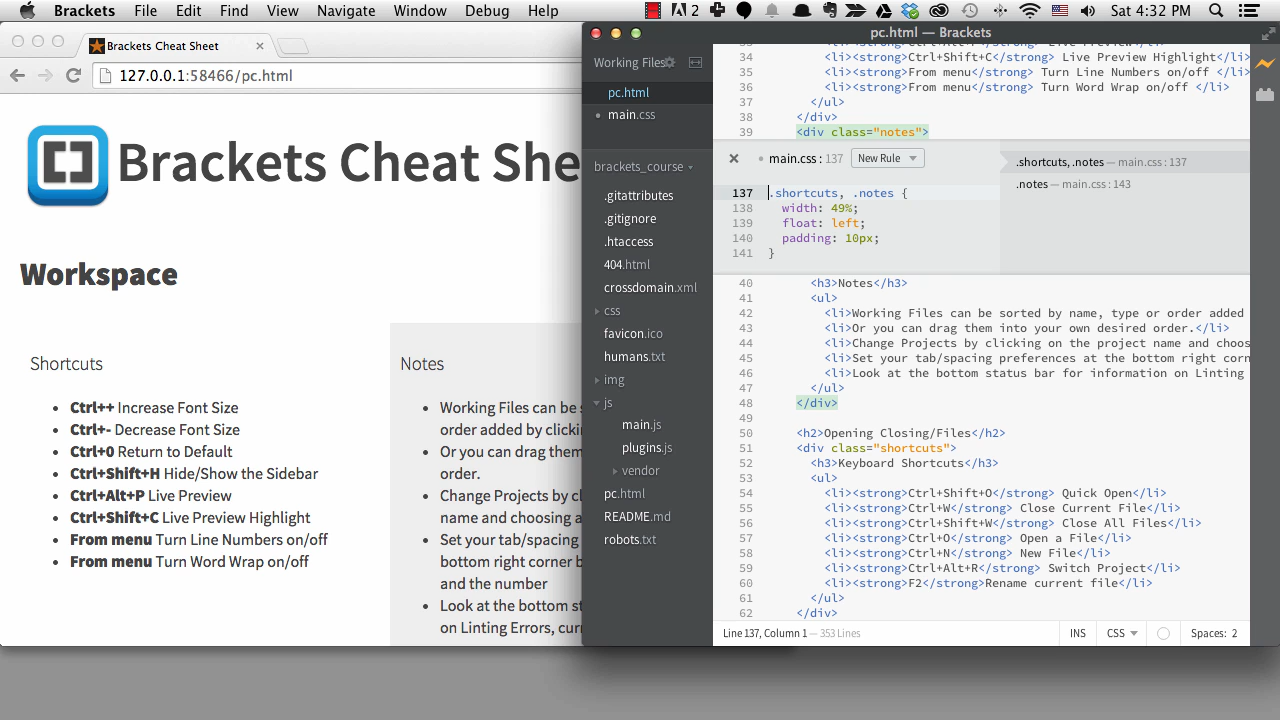 Brackets File Edit Find View Navigate Window Debug Help
2 Sat 4:32 PM
Brackets Cheat Sheet
127.0.0.1:58466/pc.html
Brackets Cheat She
Workspace
Shortcuts
Ctrl++ Increase Font Size
Ctrl+- Decrease Font Size
Ctrl+0 Return to Default
Ctrl+Shift+H Hide/Show the Sidebar
Ctrl+Alt+P Live Preview
Ctrl+Shift+C Live Preview Highlight
From menu Turn Line Numbers on/off
From menu Turn Word Wrap on/off
Notes
Working Files can be s
order added by clickin
Or you can drag them
order.
Change Projects by cl
name and choosing a
Set your tab/spacing
bottom right corner b
and the number
Look at the bottom st
on Linting Errors, curr
pc.html — Brackets
Working Files
pc.html
main.css
brackets_course
.gitattributes
.gitignore
.htaccess
404.html
crossdomain.xml
css
favicon.ico
humans.txt
img
js
main.js
plugins.js
vendor
pc.html
README.md
robots.txt
34 <li><strong>Ctrl+Shift+C</strong> Live Preview Highlight</
35 <li><strong>From menu</strong> Turn Line Numbers on/off </li>
36 <li><strong>From menu</strong> Turn Word Wrap on/off </li>
37 </ul>
38 </div>
39 <div class="notes">
main.css : 137 New Rule
137 .shortcuts, .notes {
138 width: 49%;
139 float: left;
140 padding: 10px;
141 }
.shortcuts, .notes — main.css : 137
.notes — main.css : 143
40 <h3>Notes</h3>
41 <ul>
42 <li>Working Files can be sorted by name, type or order added
43 <li>Or you can drag them into your own desired order.</li>
44 <li>Change Projects by clicking on the project name and choos
45 <li>Set your tab/spacing preferences at the bottom right corn
46 <li>Look at the bottom status bar for information on Linting
47 </ul>
48 </div>
49
50 <h2>Opening Closing/Files</h2>
51 <div class="shortcuts">
52 <h3>Keyboard Shortcuts</h3>
53 <ul>
54 <li><strong>Ctrl+Shift+O</strong> Quick Open</li>
55 <li><strong>Ctrl+W</strong> Close Current File</li>
56 <li><strong>Ctrl+Shift+W</strong> Close All Files</li>
57 <li><strong>Ctrl+O</strong> Open a File</li>
58 <li><strong>Ctrl+N</strong> New File</li>
59 <li><strong>Ctrl+Alt+R</strong> Switch Project</li>
60 <li><strong>F2</strong>Rename current file</li>
61 </ul>
62 </div>
Line 137, Column 1 — 353 Lines INS CSS Spaces: 2